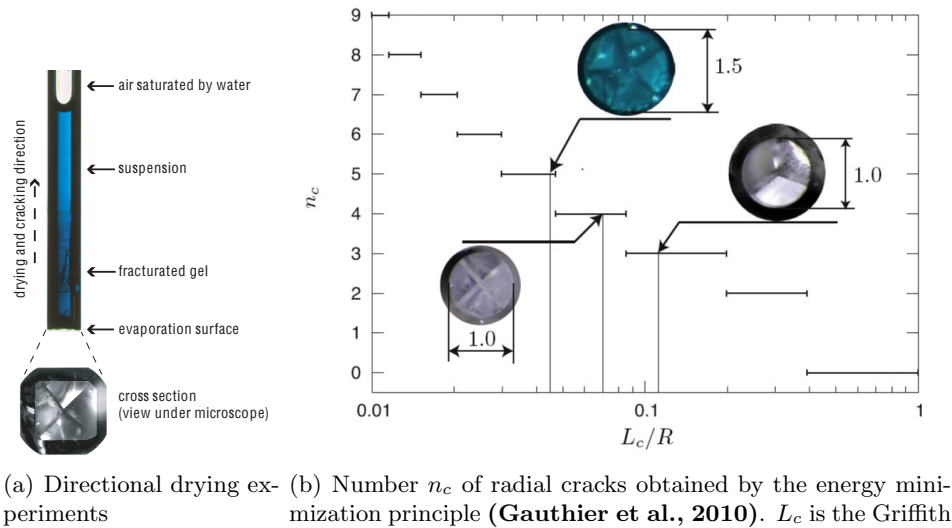 air saturated by water
suspension
drying and cracking direction
fracturated gel
evaporation surface
cross section
(view under microscope)
9
8
7
6
5
4
3
2
1
0
n_c
1.5
1.0
1.0
0.01
0.1
1
L_c/R
(a) Directional drying ex-
periments
(b) Number n_c of radial cracks obtained by the energy mini-
mization principle (Gauthier et al., 2010). L_c is the Griffith